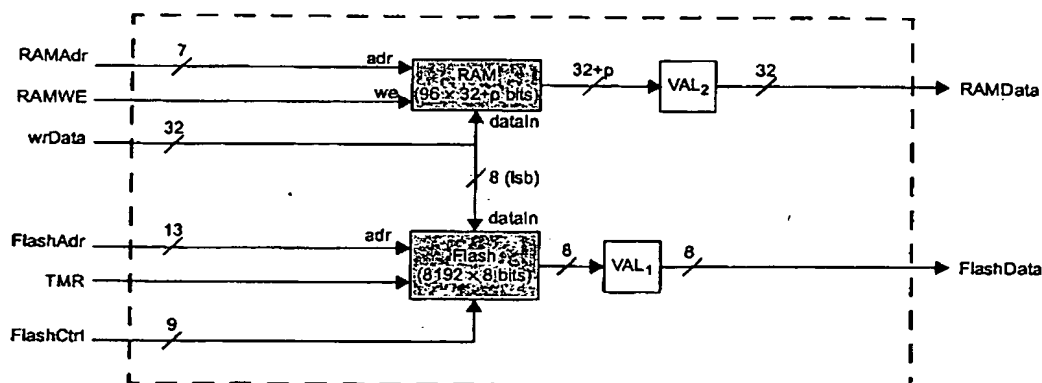 RAMAdr
7
adr
RAM
(96 × 32+p bits)
32+p
VAL2
32
RAMData
RAMWE
we
dataIn
wrData
32
8 (lsb)
dataIn
FlashAdr
13
adr
Flash
(8192 × 8 bits)
8
VAL1
8
FlashData
TMR
FlashCtrl
9